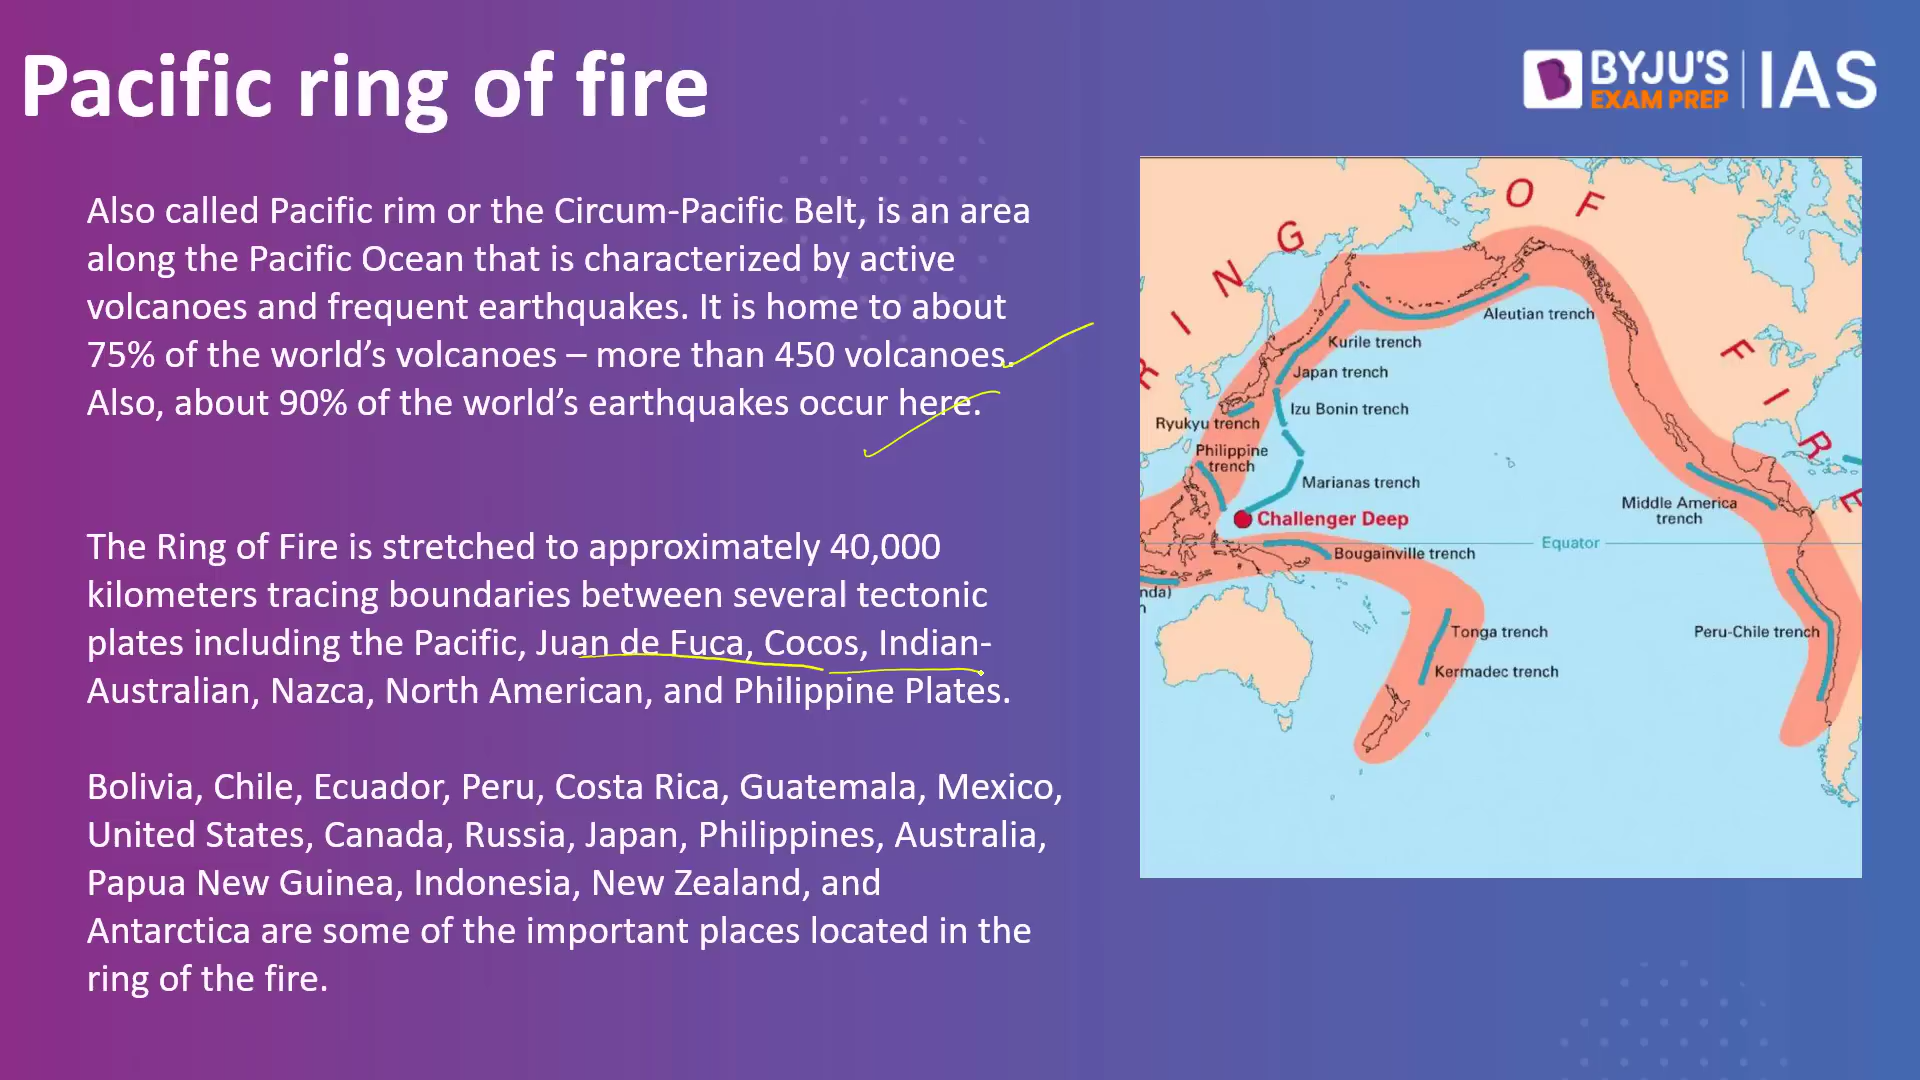 Pacific ring of fire
BYJU'S
EXAM PREP
IAS
Also called Pacific rim or the Circum-Pacific Belt, is an area
along the Pacific Ocean that is characterized by active
volcanoes and frequent earthquakes. It is home to about
75% of the world’s volcanoes – more than 450 volcanoes.
Also, about 90% of the world’s earthquakes occur here.
The Ring of Fire is stretched to approximately 40,000
kilometers tracing boundaries between several tectonic
plates including the Pacific, Juan de Fuca, Cocos, Indian-
Australian, Nazca, North American, and Philippine Plates.
Bolivia, Chile, Ecuador, Peru, Costa Rica, Guatemala, Mexico,
United States, Canada, Russia, Japan, Philippines, Australia,
Papua New Guinea, Indonesia, New Zealand, and
Antarctica are some of the important places located in the
ring of the fire.
RING OF FIRE
Aleutian trench
Kurile trench
Japan trench
Izu Bonin trench
Ryukyu trench
Philippine
trench
Marianas trench
Challenger Deep
Middle America
trench
Equator
Bougainville trench
nda)
Tonga trench
Kermadec trench
Peru-Chile trench